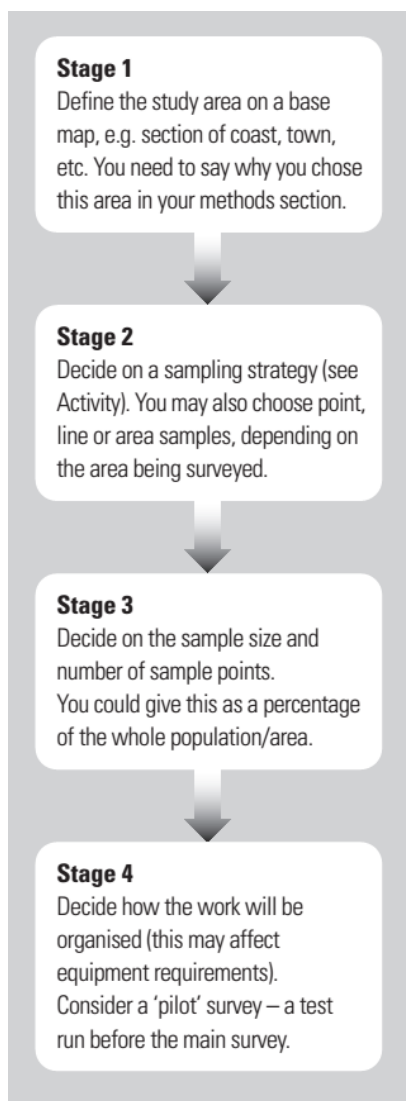 Stage 1
Define the study area on a base
map, e.g. section of coast, town,
etc. You need to say why you chose
this area in your methods section.
Stage 2
Decide on a sampling strategy (see
Activity). You may also choose point,
line or area samples, depending on
the area being surveyed.
Stage 3
Decide on the sample size and
number of sample points.
You could give this as a percentage
of the whole population/area.
Stage 4
Decide how the work will be
organised (this may affect
equipment requirements).
Consider a ‘pilot’ survey – a test
run before the main survey.